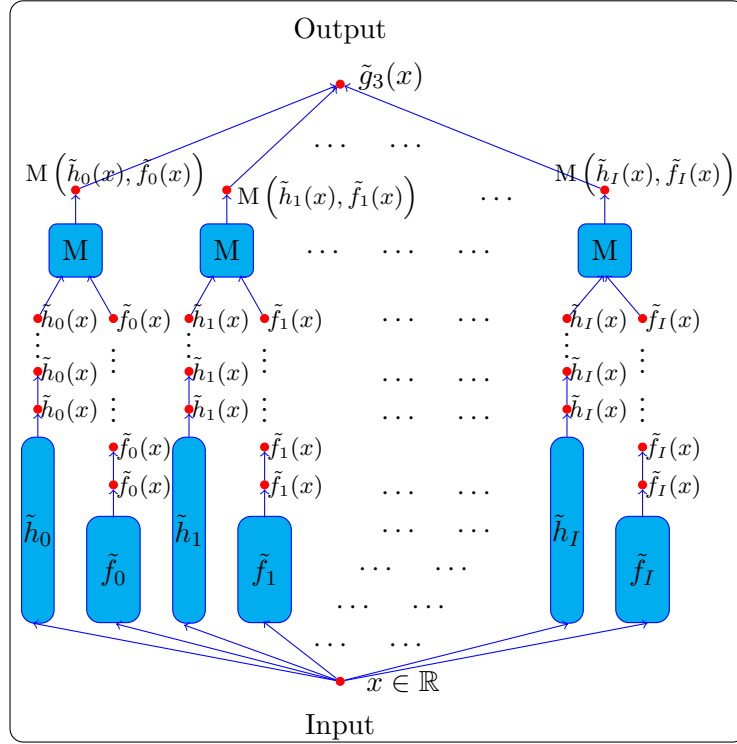 Output
g̃₃(x)
⋯ ⋯
M(h̃₀(x), f̃₀(x)) M(h̃₁(x), f̃₁(x)) ⋯ M(h̃_I(x), f̃_I(x))
M M ⋯ ⋯ ⋯ M
h̃₀(x) f̃₀(x) h̃₁(x) f̃₁(x) ⋯ ⋯ h̃_I(x) f̃_I(x)
⋮ ⋮ ⋮ ⋮ ⋮ ⋮
h̃₀(x) h̃₁(x) ⋯ ⋯ h̃_I(x)
h̃₀(x) ⋮ h̃₁(x) ⋮ ⋯ ⋯ h̃_I(x) ⋮
f̃₀(x) f̃₁(x) f̃_I(x)
f̃₀(x) f̃₁(x) ⋯ ⋯ f̃_I(x)
h̃₀ h̃₁ ⋯ ⋯ h̃_I
f̃₀ f̃₁ ⋯ ⋯ f̃_I
⋯ ⋯
⋯ ⋯
x ∈ ℝ
Input